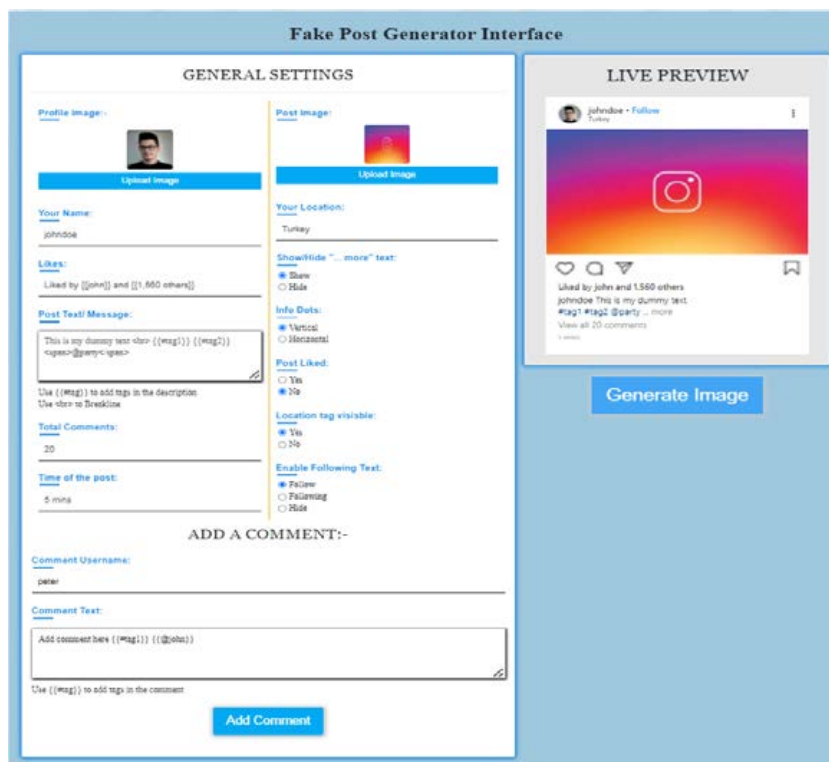 Fake Post Generator Interface
GENERAL SETTINGS
Profile image:-
Upload Image
Your Name:
johndoe
Likes:
Liked by [[john]] and [[1,560 others]]
Post Text/ Message:
This is my dummy text <br> {{#tag1}} {{#tag2}}
<span>@party< span>
Use {{#tag}} to add tags in the description
Use <br> to Breakline
Total Comments:
20
Time of the post:
5 mins
Post Image:
Upload Image
Your Location:
Turkey
Show/Hide "... more" text:
Show
Hide
Info Dots:
Vertical
Horizontal
Post Liked:
Yes
No
Location tag visisble:
Yes
No
Enable Following Text:
Follow
Following
Hide
ADD A COMMENT:-
Comment Username:
peter
Comment Text:
Add comment here {{#tag1}} {{@john}}
Use {{#tag}} to add tags in the comment
Add Comment
LIVE PREVIEW
johndoe • Follow
Turkey
Liked by john and 1,560 others
johndoe This is my dummy text
#tag1 #tag2 @party ... more
View all 20 comments
Generate Image